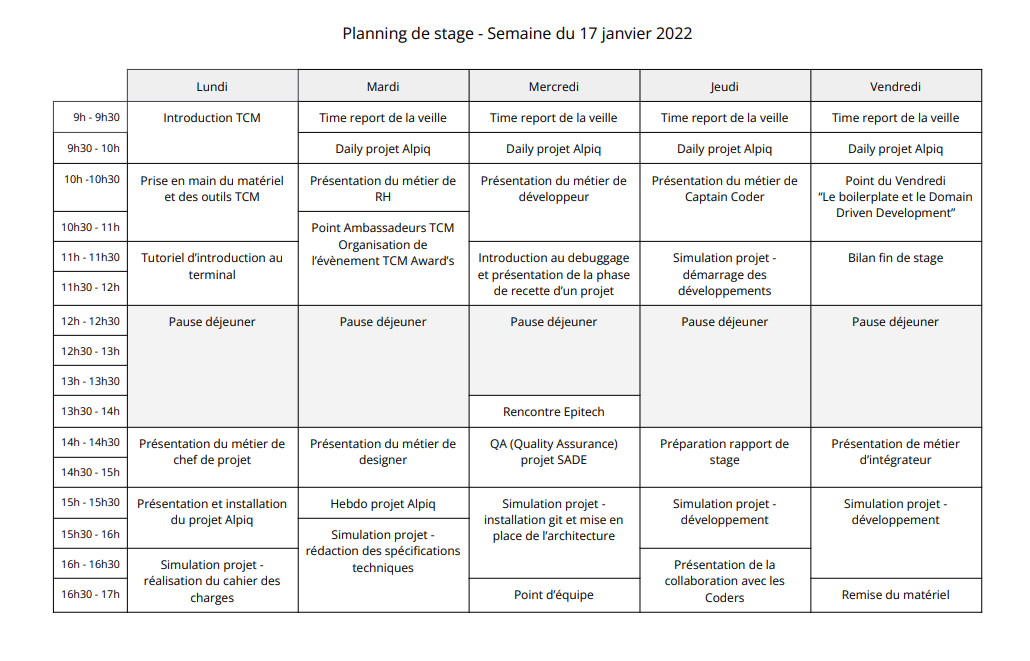 Planning de stage - Semaine du 17 janvier 2022
Lundi Mardi Mercredi Jeudi Vendredi
9h - 9h30 Introduction TCM Time report de la veille Time report de la veille Time report de la veille Time report de la veille
9h30 - 10h Daily projet Alpiq Daily projet Alpiq Daily projet Alpiq Daily projet Alpiq
10h -10h30 Prise en main du matériel Présentation du métier de Présentation du métier de Présentation du métier de Point du Vendredi
et des outils TCM RH développeur Captain Coder “Le boilerplate et le Domain
Driven Development”
10h30 - 11h Point Ambassadeurs TCM
Organisation de
11h - 11h30 Tutoriel d’introduction au l’évènement TCM Award’s Introduction au debuggage Simulation projet - Bilan fin de stage
terminal et présentation de la phase démarrage des
11h30 - 12h de recette d’un projet développements
12h - 12h30 Pause déjeuner Pause déjeuner Pause déjeuner Pause déjeuner Pause déjeuner
12h30 - 13h
13h - 13h30
13h30 - 14h Rencontre Epitech
14h - 14h30 Présentation du métier de Présentation du métier de QA (Quality Assurance) Préparation rapport de Présentation de métier
chef de projet designer projet SADE stage d’intégrateur
14h30 - 15h
15h - 15h30 Présentation et installation Hebdo projet Alpiq Simulation projet - Simulation projet - Simulation projet -
du projet Alpiq installation git et mise en développement développement
15h30 - 16h Simulation projet - place de l’architecture
rédaction des spécifications
16h - 16h30 Simulation projet - techniques Présentation de la
réalisation du cahier des collaboration avec les
16h30 - 17h charges Point d’équipe Coders Remise du matériel